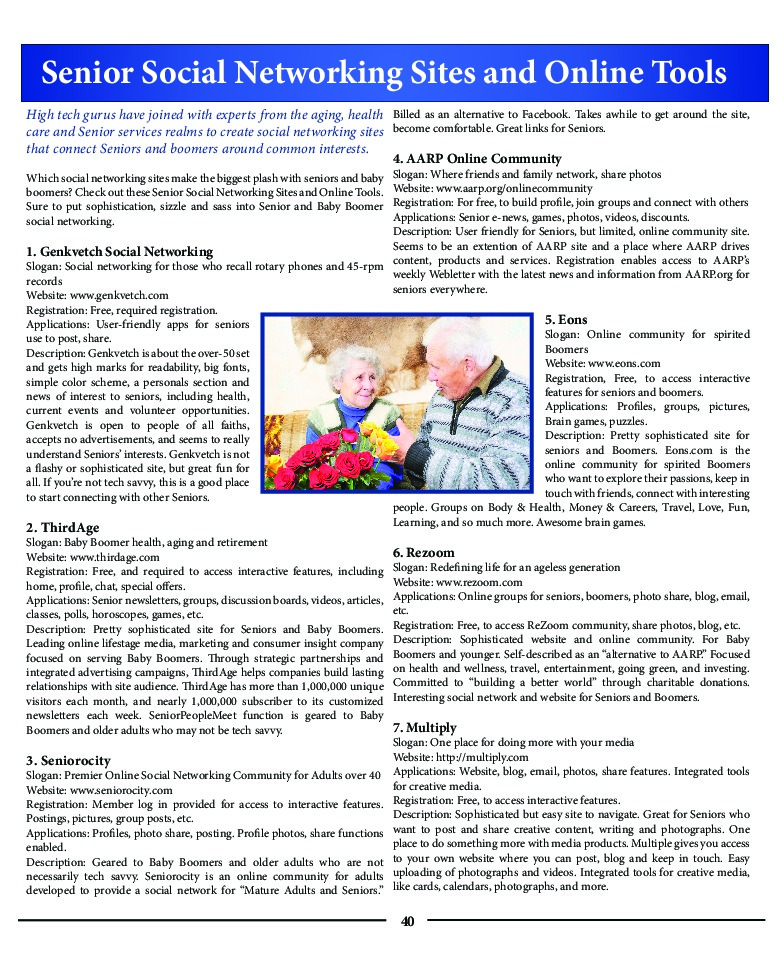 Senior Social Networking Sites and Online Tools
High tech gurus have joined with experts from the aging, health
care and Senior services realms to create social networking sites
that connect Seniors and boomers around common interests.
Which social networking sites make the biggest plash with seniors and baby
boomers? Check out these Senior Social Networking Sites and Online Tools.
Sure to put sophistication, sizzle and sass into Senior and Baby Boomer
social networking.
1. Genkvetch Social Networking
Slogan: Social networking for those who recall rotary phones and 45-rpm
records
Website: www.genkvetch.com
Registration: Free, required registration.
Applications: User-friendly apps for seniors
use to post, share.
Description: Genkvetch is about the over-50 set
and gets high marks for readability, big fonts,
simple color scheme, a personals section and
news of interest to seniors, including health,
current events and volunteer opportunities.
Genkvetch is open to people of all faiths,
accepts no advertisements, and seems to really
understand Seniors' interests. Genkvetch is not
a flashy or sophisticated site, but great fun for
all. If you're not tech savvy, this is a good place
to start connecting with other Seniors.
2. ThirdAge
Slogan: Baby Boomer health, aging and retirement
Website: www.thirdage.com
Registration: Free, and required to access interactive features, including
home, profile, chat, special offers.
Applications: Senior newsletters, groups, discussion boards, videos, articles,
classes, polls, horoscopes, games, etc.
Description: Pretty sophisticated site for Seniors and Baby Boomers.
Leading online lifestage media, marketing and consumer insight company
focused on serving Baby Boomers. Through strategic partnerships and
integrated advertising campaigns, ThirdAge helps companies build lasting
relationships with site audience. ThirdAge has more than 1,000,000 unique
visitors each month, and nearly 1,000,000 subscriber to its customized
newsletters each week. SeniorPeopleMeet function is geared to Baby
Boomers and older adults who may not be tech savvy.
3. Seniorocity
Slogan: Premier Online Social Networking Community for Adults over 40
Website: www.seniorocity.com
Registration: Member log in provided for access to interactive features.
Postings, pictures, group posts, etc.
Applications: Profiles, photo share, posting. Profile photos, share functions
enabled.
Description: Geared to Baby Boomers and older adults who are not
necessarily tech savvy. Seniorocity is an online community for adults
developed to provide a social network for "Mature Adults and Seniors."
Billed as an alternative to Facebook. Takes awhile to get around the site,
become comfortable. Great links for Seniors.
4. AARP Online Community
Slogan: Where friends and family network, share photos
Website: www.aarp.org/onlinecommunity
Registration: For free, to build profile, join groups and connect with others
Applications: Senior e-news, games, photos, videos, discounts.
Description: User friendly for Seniors, but limited, online community site.
Seems to be an extention of AARP site and a place where AARP drives
content, products and services. Registration enables access to AARP's
weekly Webletter with the latest news and information from AARP.org for
seniors everywhere.
5. Eons
Slogan: Online community for spirited
Boomers
Website: www.eons.com
Registration, Free, to access interactive
features for seniors and boomers.
Applications: Profiles, groups, pictures,
Brain games, puzzles.
Description: Pretty sophisticated site for
seniors and Boomers. Eons.com is the
online community for spirited Boomers
who want to explore their passions, keep in
touch with friends, connect with interesting
people. Groups on Body & Health, Money & Careers, Travel, Love, Fun,
Learning, and so much more. Awesome brain games.
6. Rezoom
Slogan: Redefining life for an ageless generation
Website: www.rezoom.com
Applications: Online groups for seniors, boomers, photo share, blog, email,
etc.
Registration: Free, to access ReZoom community, share photos, blog, etc.
Description: Sophisticated website and online community. For Baby
Boomers and younger. Self-described as an "alternative to AARP." Focused
on health and wellness, travel, entertainment, going green, and investing.
Committed to "building a better world" through charitable donations.
Interesting social network and website for Seniors and Boomers.
7. Multiply
Slogan: One place for doing more with your media
Website: http://multiply.com
Applications: Website, blog, email, photos, share features. Integrated tools
for creative media.
Registration: Free, to access interactive features.
Description: Sophisticated but easy site to navigate. Great for Seniors who
want to post and share creative content, writing and photographs. One
place to do something more with media products. Multiple gives you access
to your own website where you can post, blog and keep in touch. Easy
uploading of photographs and videos. Integrated tools for creative media,
like cards, calendars, photographs, and more.
40